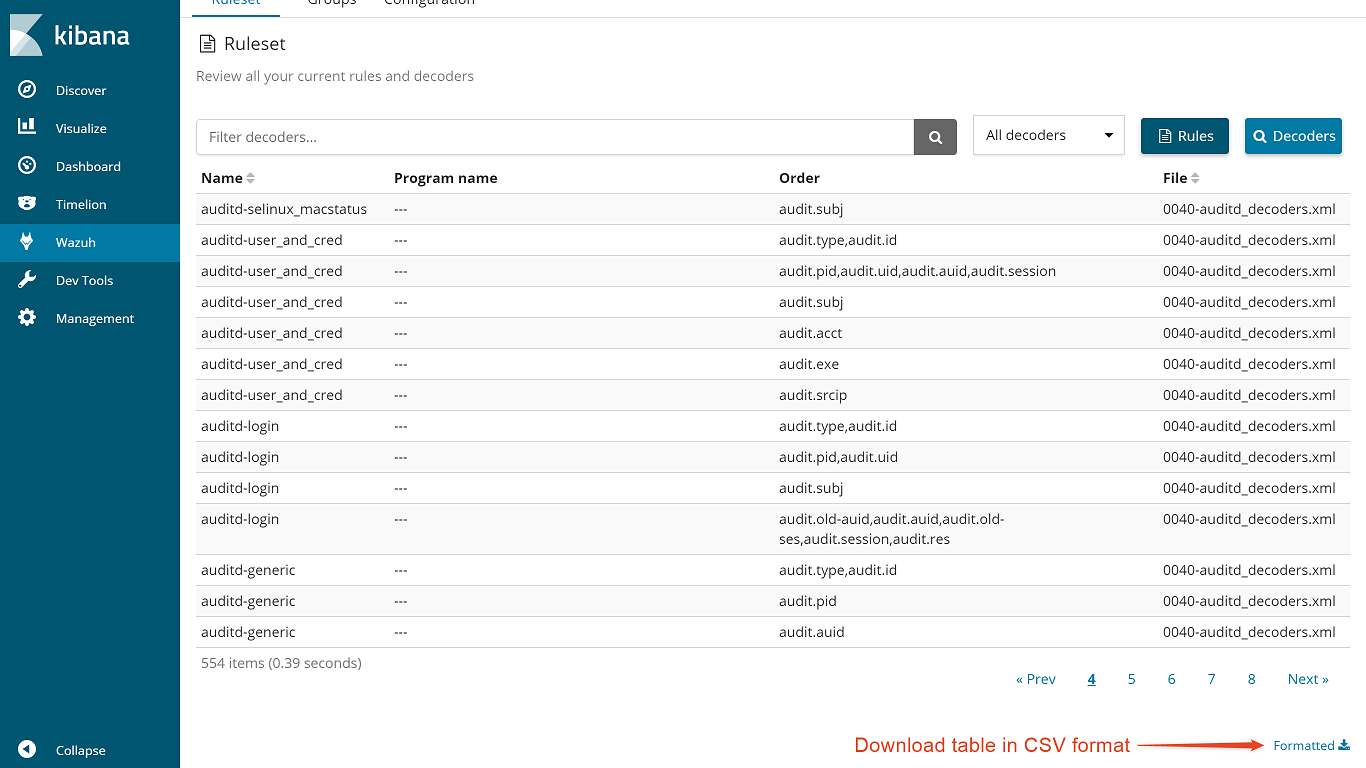 Ruleset Groups Configuration
kibana
Ruleset
Review all your current rules and decoders
Discover
Visualize
Dashboard
Timelion
Wazuh
Dev Tools
Management
Collapse
Filter decoders...
All decoders
Rules
Decoders
Name Program name Order File
auditd-selinux_macstatus --- audit.subj 0040-auditd_decoders.xml
auditd-user_and_cred --- audit.type,audit.id 0040-auditd_decoders.xml
auditd-user_and_cred --- audit.pid,audit.uid,audit.auid,audit.session 0040-auditd_decoders.xml
auditd-user_and_cred --- audit.subj 0040-auditd_decoders.xml
auditd-user_and_cred --- audit.acct 0040-auditd_decoders.xml
auditd-user_and_cred --- audit.exe 0040-auditd_decoders.xml
auditd-user_and_cred --- audit.srcip 0040-auditd_decoders.xml
auditd-login --- audit.type,audit.id 0040-auditd_decoders.xml
auditd-login --- audit.pid,audit.uid 0040-auditd_decoders.xml
auditd-login --- audit.subj 0040-auditd_decoders.xml
auditd-login --- audit.old-auid,audit.auid,audit.old- 0040-auditd_decoders.xml
ses,audit.session,audit.res
auditd-generic --- audit.type,audit.id 0040-auditd_decoders.xml
auditd-generic --- audit.pid 0040-auditd_decoders.xml
auditd-generic --- audit.auid 0040-auditd_decoders.xml
554 items (0.39 seconds)
« Prev 4 5 6 7 8 Next »
Download table in CSV format
Formatted